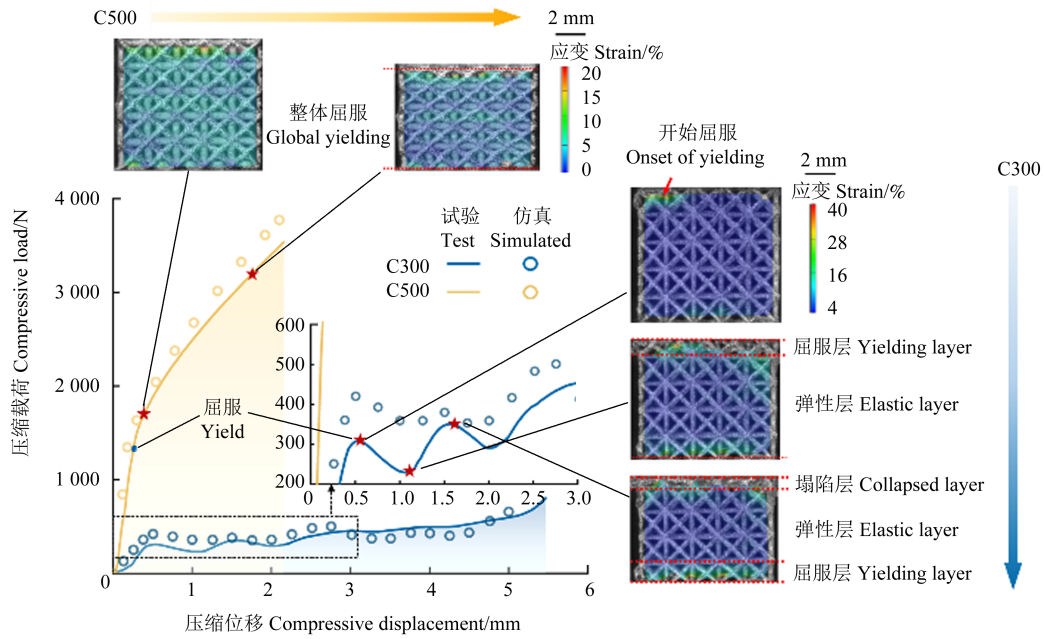 C500
2 mm
应变 Strain/%
20
15
10
5
0
整体屈服
Global yielding
开始屈服
Onset of yielding
2 mm
应变 Strain/%
40
28
16
4
C300
压缩载荷 Compressive load/N
4 000
3 000
2 000
1 000
0
试验 仿真
Test Simulated
C300
C500
屈服
Yield
600
500
400
300
200
0 0.5 1.0 1.5 2.0 2.5 3.0
屈服层 Yielding layer
弹性层 Elastic layer
塌陷层 Collapsed layer
弹性层 Elastic layer
屈服层 Yielding layer
1 2 3 4 5 6
压缩位移 Compressive displacement/mm